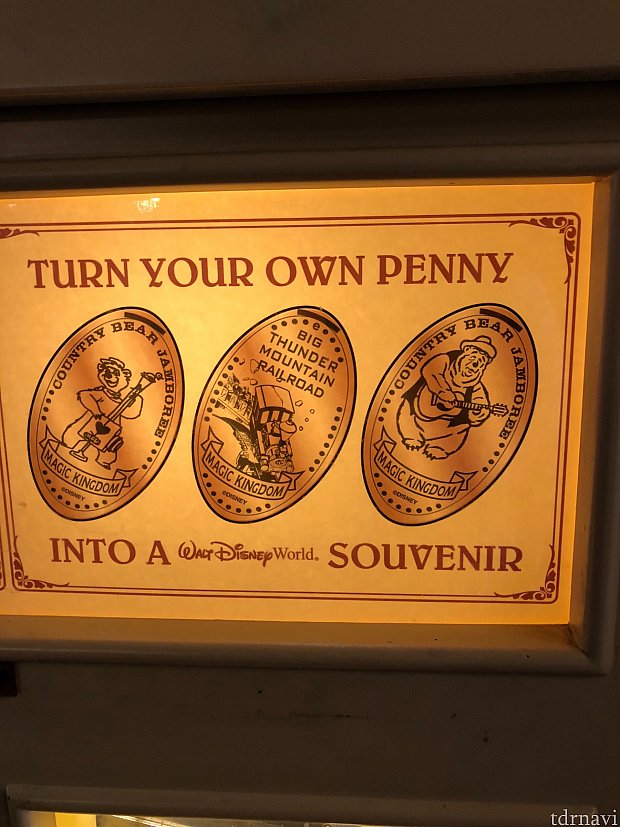 TURN YOUR OWN PENNY
COUNTRY BEAR JAMBOREE
MAGIC KINGDOM
©DISNEY
BIG
THUNDER
MOUNTAIN
RAILROAD
MAGIC KINGDOM
©DISNEY
COUNTRY BEAR JAMBOREE
MAGIC KINGDOM
©DISNEY
INTO A WALT DISNEY World. SOUVENIR
tdrnavi